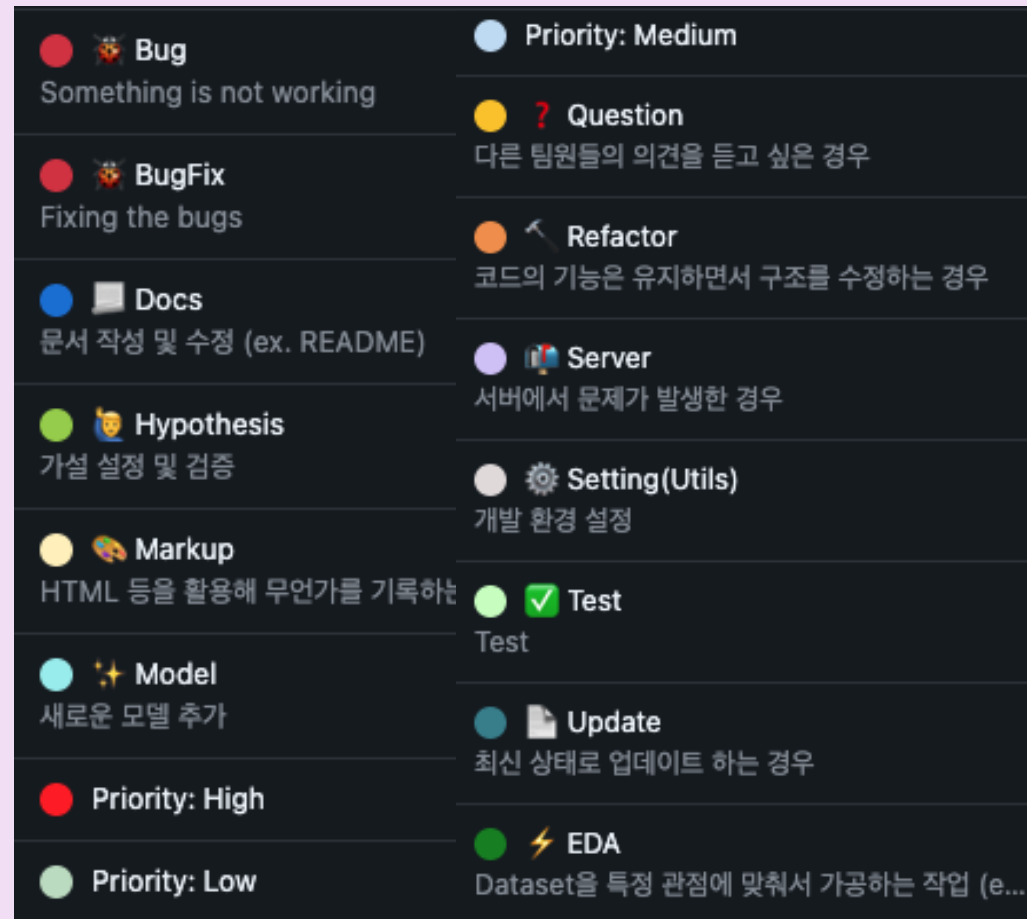 Bug
Something is not working
BugFix
Fixing the bugs
Docs
문서 작성 및 수정 (ex. README)
Hypothesis
가설 설정 및 검증
Markup
HTML 등을 활용해 무언가를 기록하는
Model
새로운 모델 추가
Priority: High
Priority: Low
Priority: Medium
Question
다른 팀원들의 의견을 듣고 싶은 경우
Refactor
코드의 기능은 유지하면서 구조를 수정하는 경우
Server
서버에서 문제가 발생한 경우
Setting(Utils)
개발 환경 설정
Test
Test
Update
최신 상태로 업데이트 하는 경우
EDA
Dataset을 특정 관점에 맞춰서 가공하는 작업 (e...